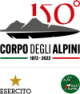 150°
CORPO DEGLI ALPINI
1872 - 2022
ESERCITO